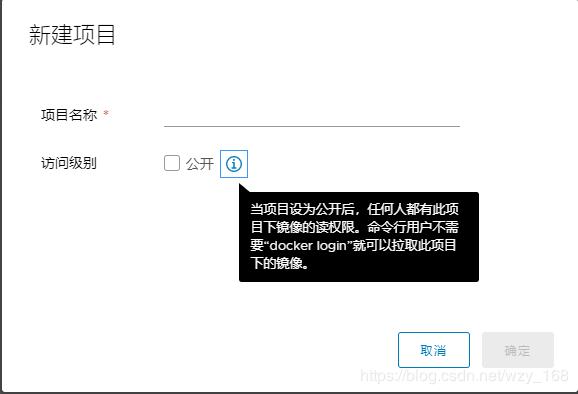 新建项目
项目名称 *
访问级别 公开
当项目设为公开后，任何人都有此项
目下镜像的读权限。命令行用户不需
要“docker login”就可以拉取此项目
下的镜像。
取消 确定
https://blog.csdn.net/wzy_168